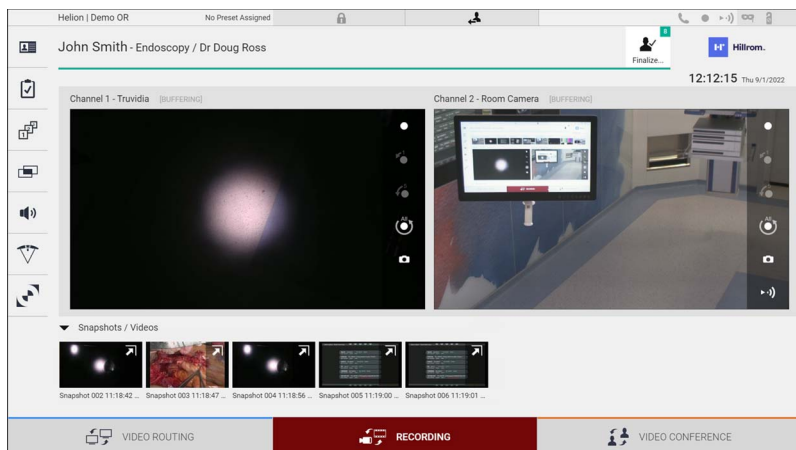 Helion | Demo OR
No Preset Assigned
John Smith - Endoscopy / Dr Doug Ross
8
Finalize...
H
Hillrom.
12:12:15 Thu 9/1/2022
Channel 1 - Truvidia [BUFFERING]
Channel 2 - Room Camera [BUFFERING]
All
All
Snapshots / Videos
Snapshot 002 11:18:42 ...
Snapshot 003 11:18:47 ...
Snapshot 004 11:18:56 ...
Snapshot 005 11:19:00 ...
Snapshot 006 11:19:01 ...
VIDEO ROUTING
RECORDING
VIDEO CONFERENCE